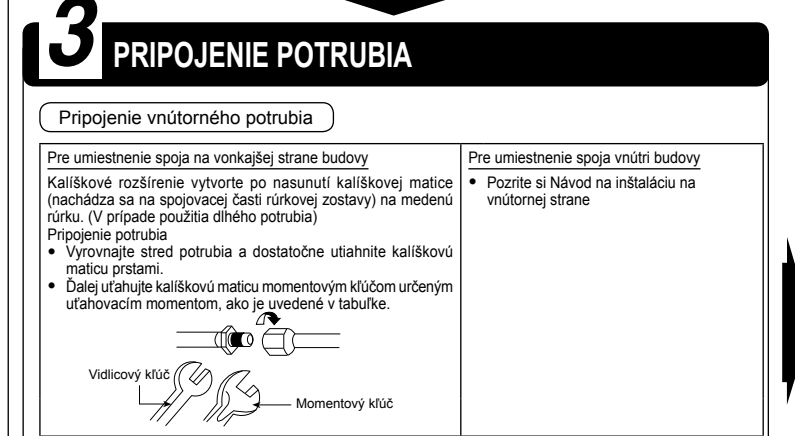 3 PRIPOJENIE POTRUBIA
Pripojenie vnútorného potrubia
Pre umiestnenie spoja na vonkajšej strane budovy
Kalíškové rozšírenie vytvorte po nasunutí kalíškovej matice
(nachádza sa na spojovacej časti rúrkovej zostavy) na medenú
rúrku. (V prípade použitia dlhého potrubia)
Pripojenie potrubia
• Vyrovnajte stred potrubia a dostatočne utiahnite kalíškovú
maticu prstami.
• Ďalej uťahujte kalíškovú maticu momentovým kľúčom určeným
uťahovacím momentom, ako je uvedené v tabuľke.
Vidlicový kľúč
Momentový kľúč
Pre umiestnenie spoja vnútri budovy
• Pozrite si Návod na inštaláciu na
vnútornej strane